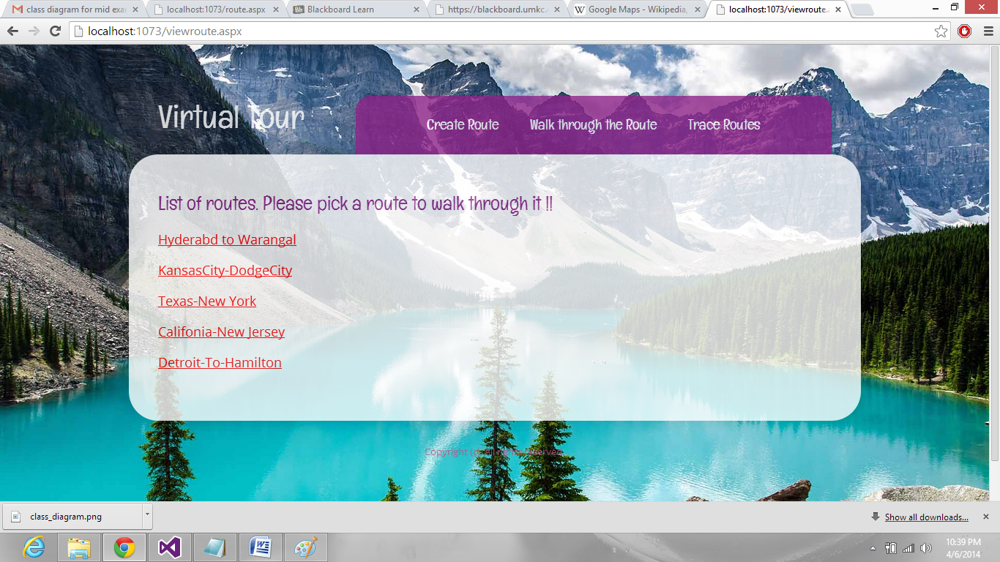 class diagram for mid exa
localhost:1073/route.aspx
Blackboard Learn
https://blackboard.umkc.
Google Maps - Wikipedia,
localhost:1073/viewroute.
localhost:1073/viewroute.aspx
Virtual Tour
Create Route
Walk through the Route
Trace Routes
List of routes. Please pick a route to walk through it !!
Hyderabd to Warangal
KansasCity-DodgeCity
Texas-New York
Califonia-New Jersey
Detroit-To-Hamilton
Copyright (c)
class_diagram.png
Show all downloads...
10:39 PM
4/6/2014